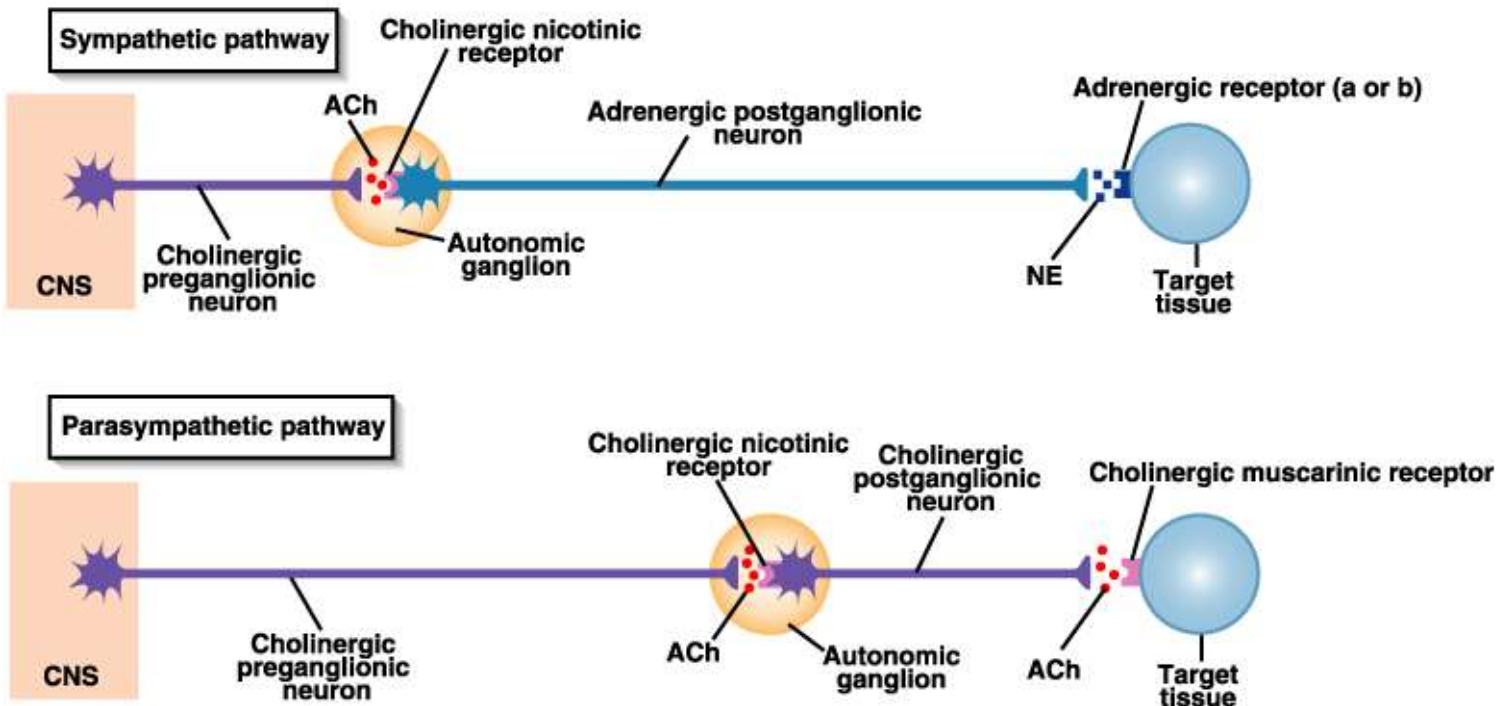 Sympathetic pathway
Cholinergic nicotinic
receptor
ACh
Adrenergic postganglionic
neuron
Adrenergic receptor (a or b)
CNS
Cholinergic
preganglionic
neuron
Autonomic
ganglion
NE
Target
tissue
Parasympathetic pathway
Cholinergic nicotinic
receptor
Cholinergic
postganglionic
neuron
Cholinergic muscarinic receptor
CNS
Cholinergic
preganglionic
neuron
ACh
Autonomic
ganglion
ACh
Target
tissue